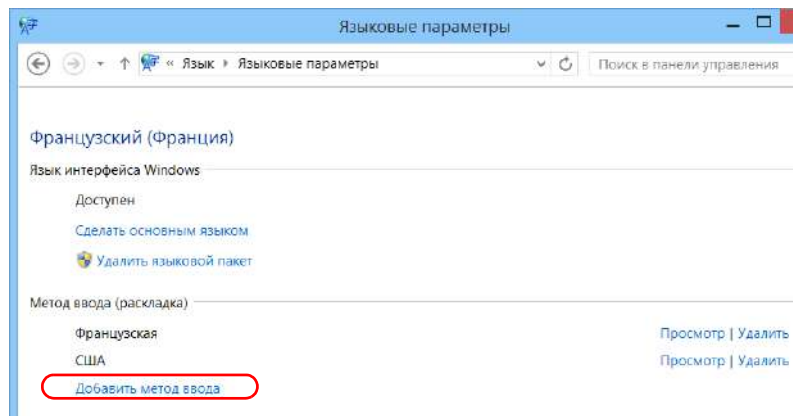 Языковые параметры
« Язык ▸ Языковые параметры
Поиск в панели управления
Французский (Франция)
Язык интерфейса Windows
Доступен
Сделать основным языком
Удалить языковой пакет
Метод ввода (раскладка)
Французская Просмотр | Удалить
США Просмотр | Удалить
Добавить метод ввода